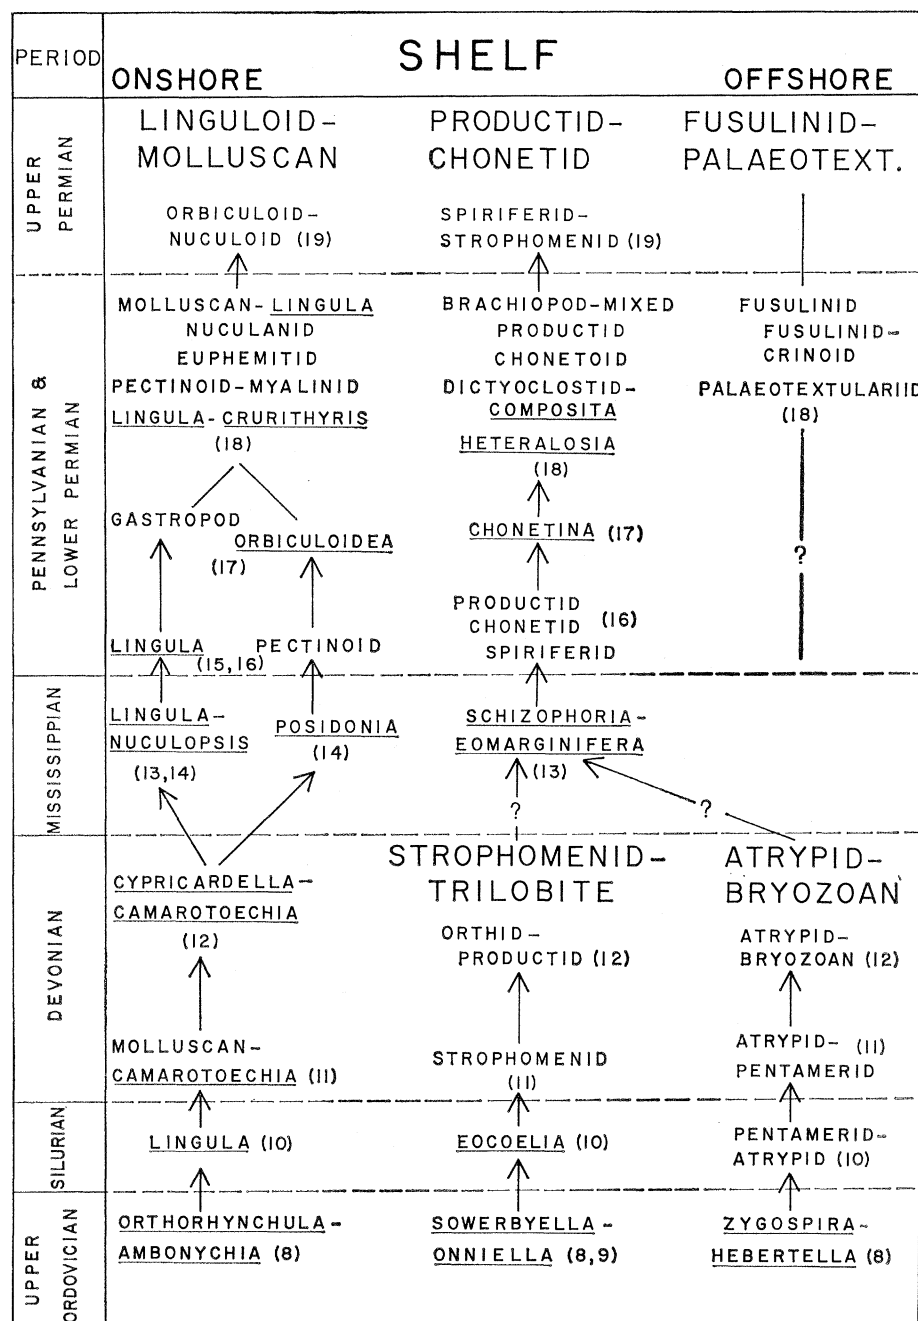 PERIOD
SHELF
ONSHORE
OFFSHORE
UPPER
PERMIAN
LINGULOID-
MOLLUSCAN
PRODUCTID-
CHONETID
FUSULINID-
PALAEOTEXT.
ORBICULOID-
NUCULOID (19)
SPIRIFERID-
STROPHOMENID (19)
PENNSYLVANIAN &
LOWER PERMIAN
MOLLUSCAN-LINGULA
NUCULANID
EUPHEMITID
PECTINOID-MYALINID
LINGULA-CRURITHYRIS
(18)
BRACHIOPOD-MIXED
PRODUCTID
CHONETOID
DICTYOCLOSTID-
COMPOSITA
HETERALOSIA
(18)
FUSULINID
FUSULINID-
CRINOID
PALAEOTEXTULARIID
(18)
GASTROPOD
ORBICULOIDEA
(17)
CHONETINA (17)
?
PRODUCTID
CHONETID (16)
SPIRIFERID
LINGULA
(15,16)
PECTINOID
MISSISSIPPIAN
LINGULA-
NUCULOPSIS
(13,14)
POSIDONIA
(14)
SCHIZOPHORIA-
EOMARGINIFERA
(13)
?
?
DEVONIAN
CYPRICARDELLA-
CAMAROTOECHIA
(12)
STROPHOMENID-
TRILOBITE
ATRYPID-
BRYOZOAN
ORTHID-
PRODUCTID (12)
ATRYPID-
BRYOZOAN (12)
MOLLUSCAN-
CAMAROTOECHIA (11)
STROPHOMENID
(11)
ATRYPID- (11)
PENTAMERID
SILURIAN
LINGULA (10)
EOCOELIA (10)
PENTAMERID-
ATRYPID (10)
UPPER
ORDOVICIAN
ORTHORHYNCHULA-
AMBONYCHIA (8)
SOWERBYELLA-
ONNIELLA (8,9)
ZYGOSPIRA-
HEBERTELLA (8)